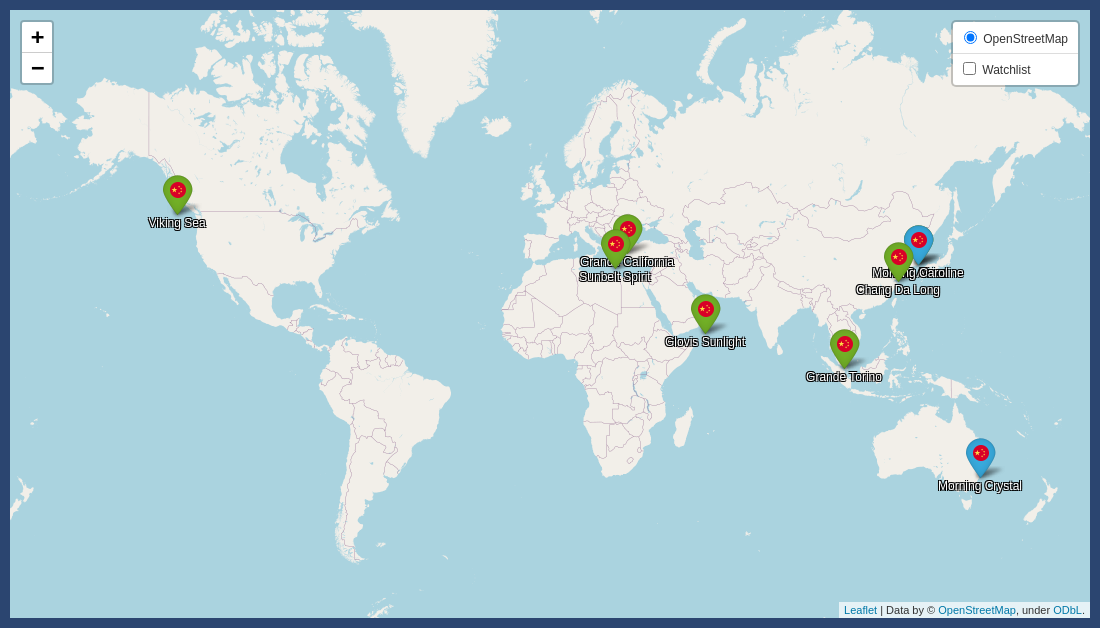 +
−
OpenStreetMap
Watchlist
Viking Sea
Grande California
Sunbelt Spirit
Caroline
Chang Da Long
Glovis Sunlight
Grande Torino
Morning Crystal
Leaflet | Data by © OpenStreetMap, under ODbL.